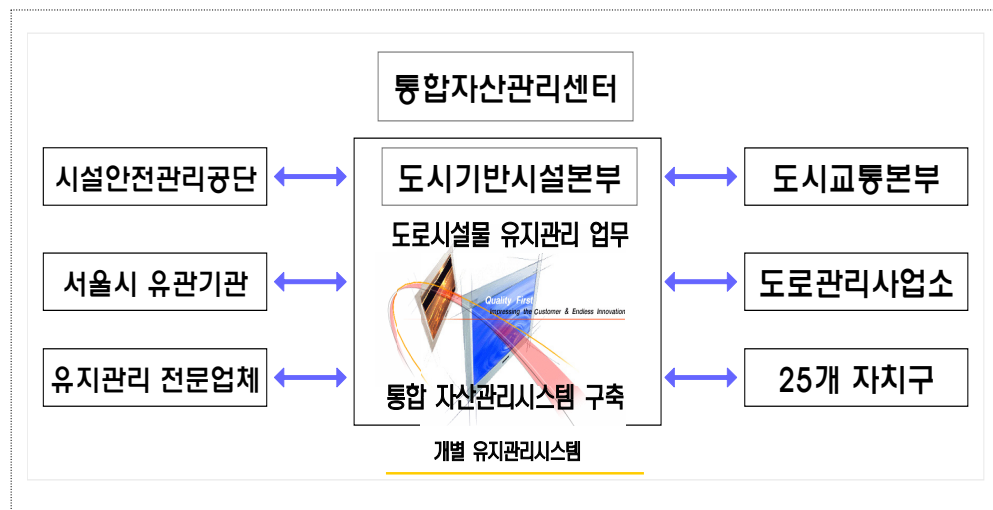 통합자산관리센터
시설안전관리공단
도시기반시설본부
도시교통본부
도로시설물 유지관리 업무
서울시 유관기관
Quality First
Impressing the Customer & Endless Innovation
도로관리사업소
유지관리 전문업체
통합 자산관리시스템 구축
25개 자치구
개별 유지관리시스템